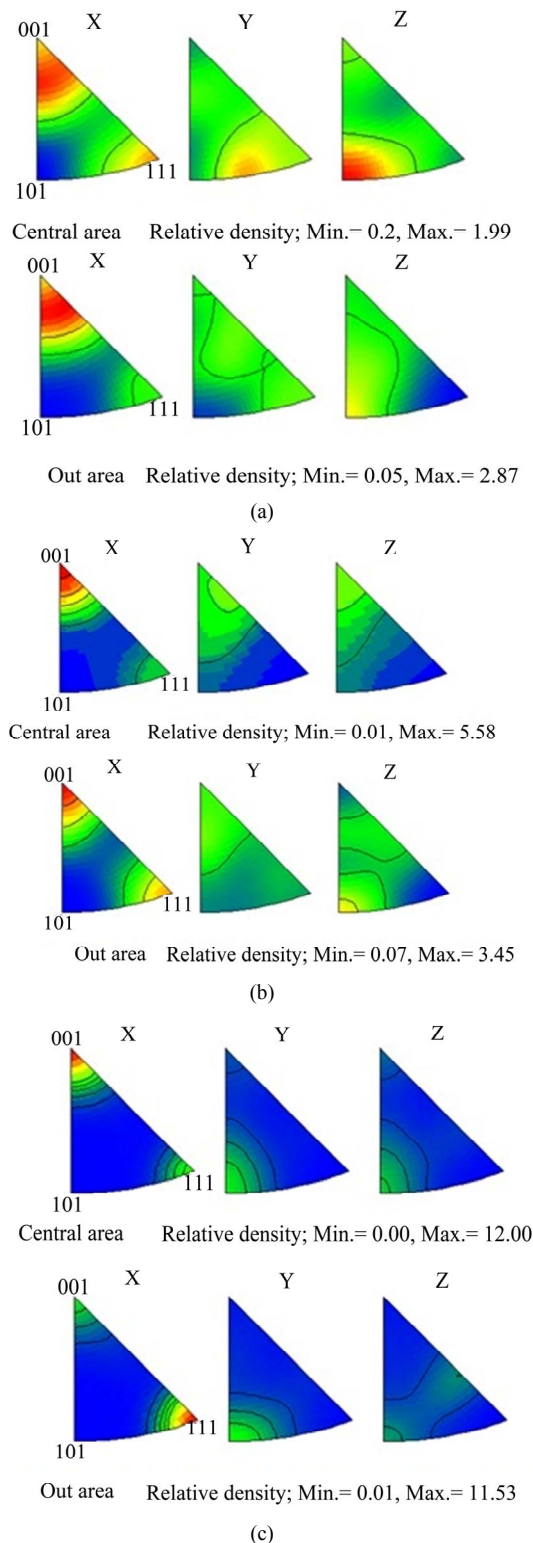 X Y Z
001
111
101
Central area Relative density; Min.= 0.2, Max.= 1.99
X Y Z
001
111
101
Out area Relative density; Min.= 0.05, Max.= 2.87
(a)
X Y Z
001
111
101
Central area Relative density; Min.= 0.01, Max.= 5.58
X Y Z
001
111
101
Out area Relative density; Min.= 0.07, Max.= 3.45
(b)
X Y Z
001
111
101
Central area Relative density; Min.= 0.00, Max.= 12.00
X Y Z
001
111
101
Out area Relative density; Min.= 0.01, Max.= 11.53
(c)